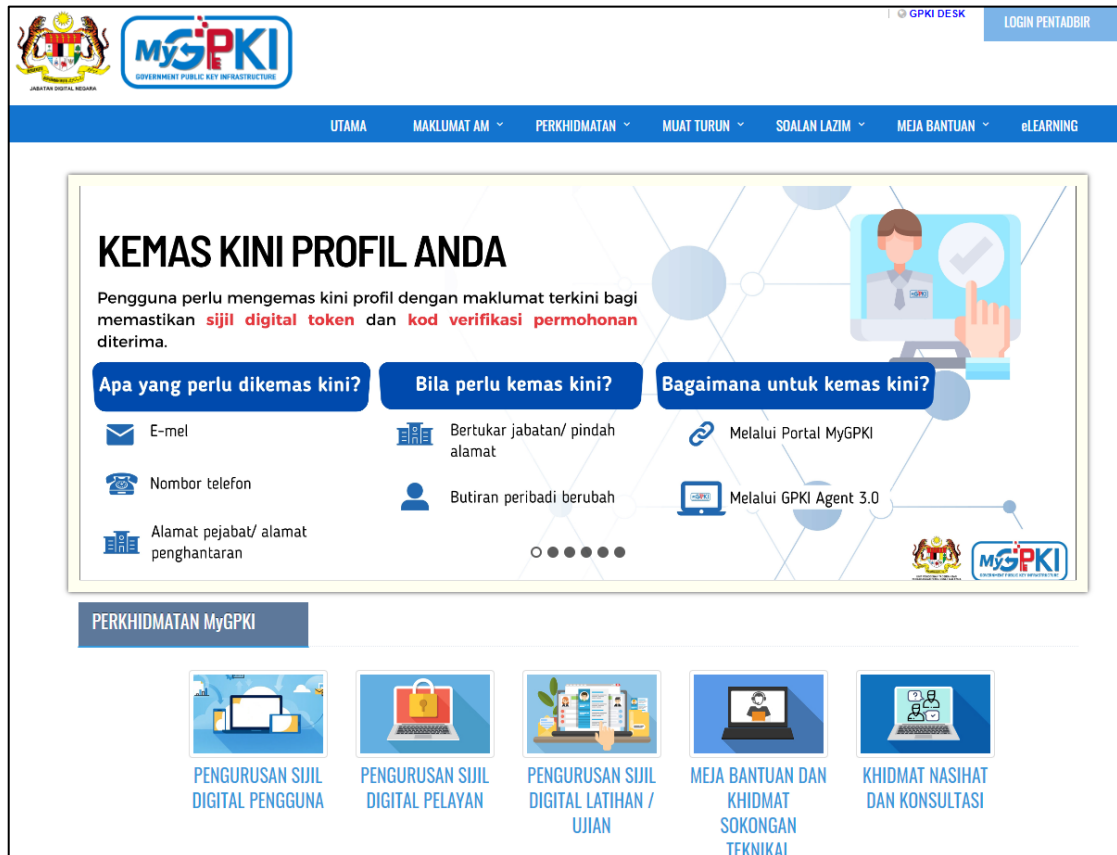 GPKI DESK
LOGIN PENTADBIR
JABATAN DIGITAL NEGARA
MyGPKI
GOVERNMENT PUBLIC KEY INFRASTRUCTURE
UTAMA MAKLUMAT AM PERKHIDMATAN MUAT TURUN SOALAN LAZIM MEJA BANTUAN eLEARNING
KEMAS KINI PROFIL ANDA
Pengguna perlu mengemas kini profil dengan maklumat terkini bagi
memastikan sijil digital token dan kod verifikasi permohonan
diterima.
Apa yang perlu dikemas kini?
E-mel
Nombor telefon
Alamat pejabat/ alamat
penghantaran
Bila perlu kemas kini?
Bertukar jabatan/ pindah
alamat
Butiran peribadi berubah
Bagaimana untuk kemas kini?
Melalui Portal MyGPKI
Melalui GPKI Agent 3.0
MyGPKI
GOVERNMENT PUBLIC KEY INFRASTRUCTURE
PERKHIDMATAN MyGPKI
PENGURUSAN SIJIL
DIGITAL PENGGUNA
PENGURUSAN SIJIL
DIGITAL PELAYAN
PENGURUSAN SIJIL
DIGITAL LATIHAN /
UJIAN
MEJA BANTUAN DAN
KHIDMAT
SOKONGAN
TEKNIKAL
KHIDMAT NASIHAT
DAN KONSULTASI